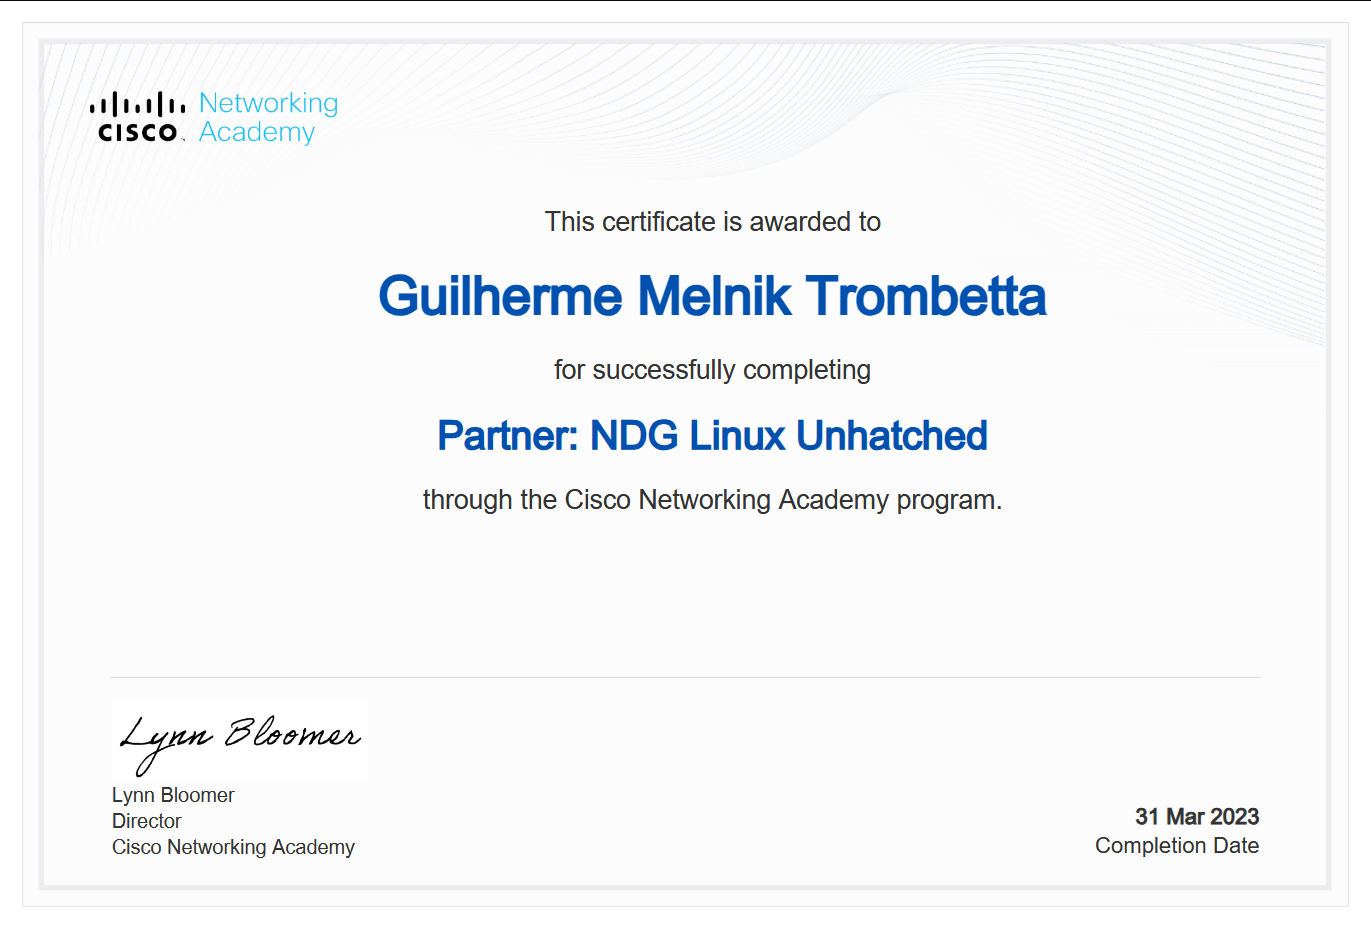 Networking
CISCO Academy
This certificate is awarded to
Guilherme Melnik Trombetta
for successfully completing
Partner: NDG Linux Unhatched
through the Cisco Networking Academy program.
Lynn Bloomer
Lynn Bloomer
Director
Cisco Networking Academy
31 Mar 2023
Completion Date